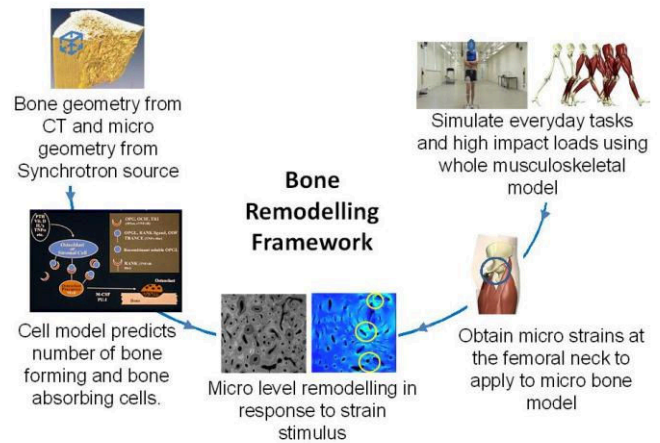 Bone geometry from
CT and micro
geometry from
Synchrotron source
Simulate everyday tasks
and high impact loads using
whole musculoskeletal
model
Bone
Remodelling
Framework
Cell model predicts
number of bone
forming and bone
absorbing cells.
Micro level remodelling in
response to strain
stimulus
Obtain micro strains at
the femoral neck to
apply to micro bone
model